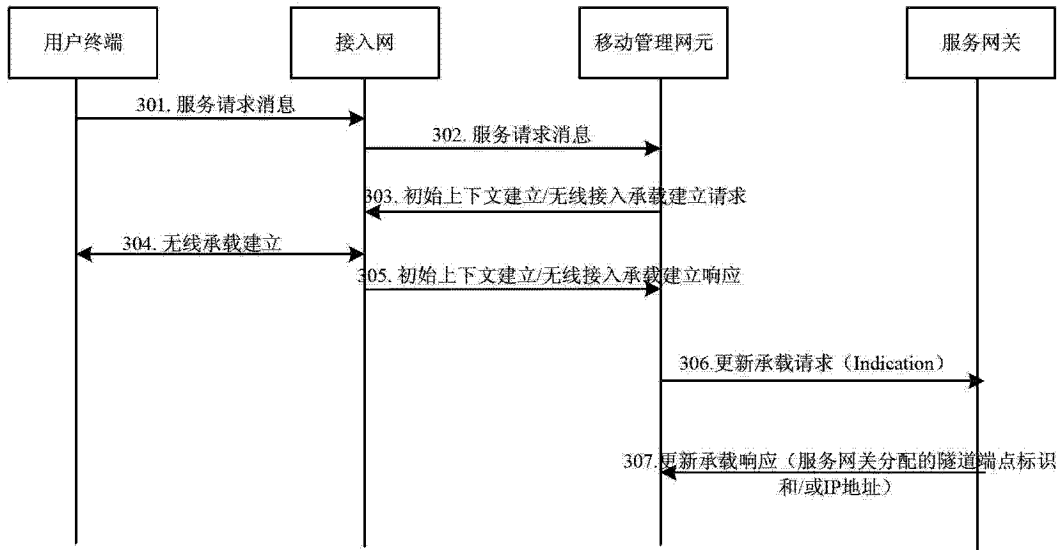 用户终端
接入网
移动管理网元
服务网关
301. 服务请求消息
302. 服务请求消息
303. 初始上下文建立/无线接入承载建立请求
304. 无线承载建立
305. 初始上下文建立/无线接入承载建立响应
306.更新承载请求（Indication）
307.更新承载响应（服务网关分配的隧道端点标识
和/或IP地址）